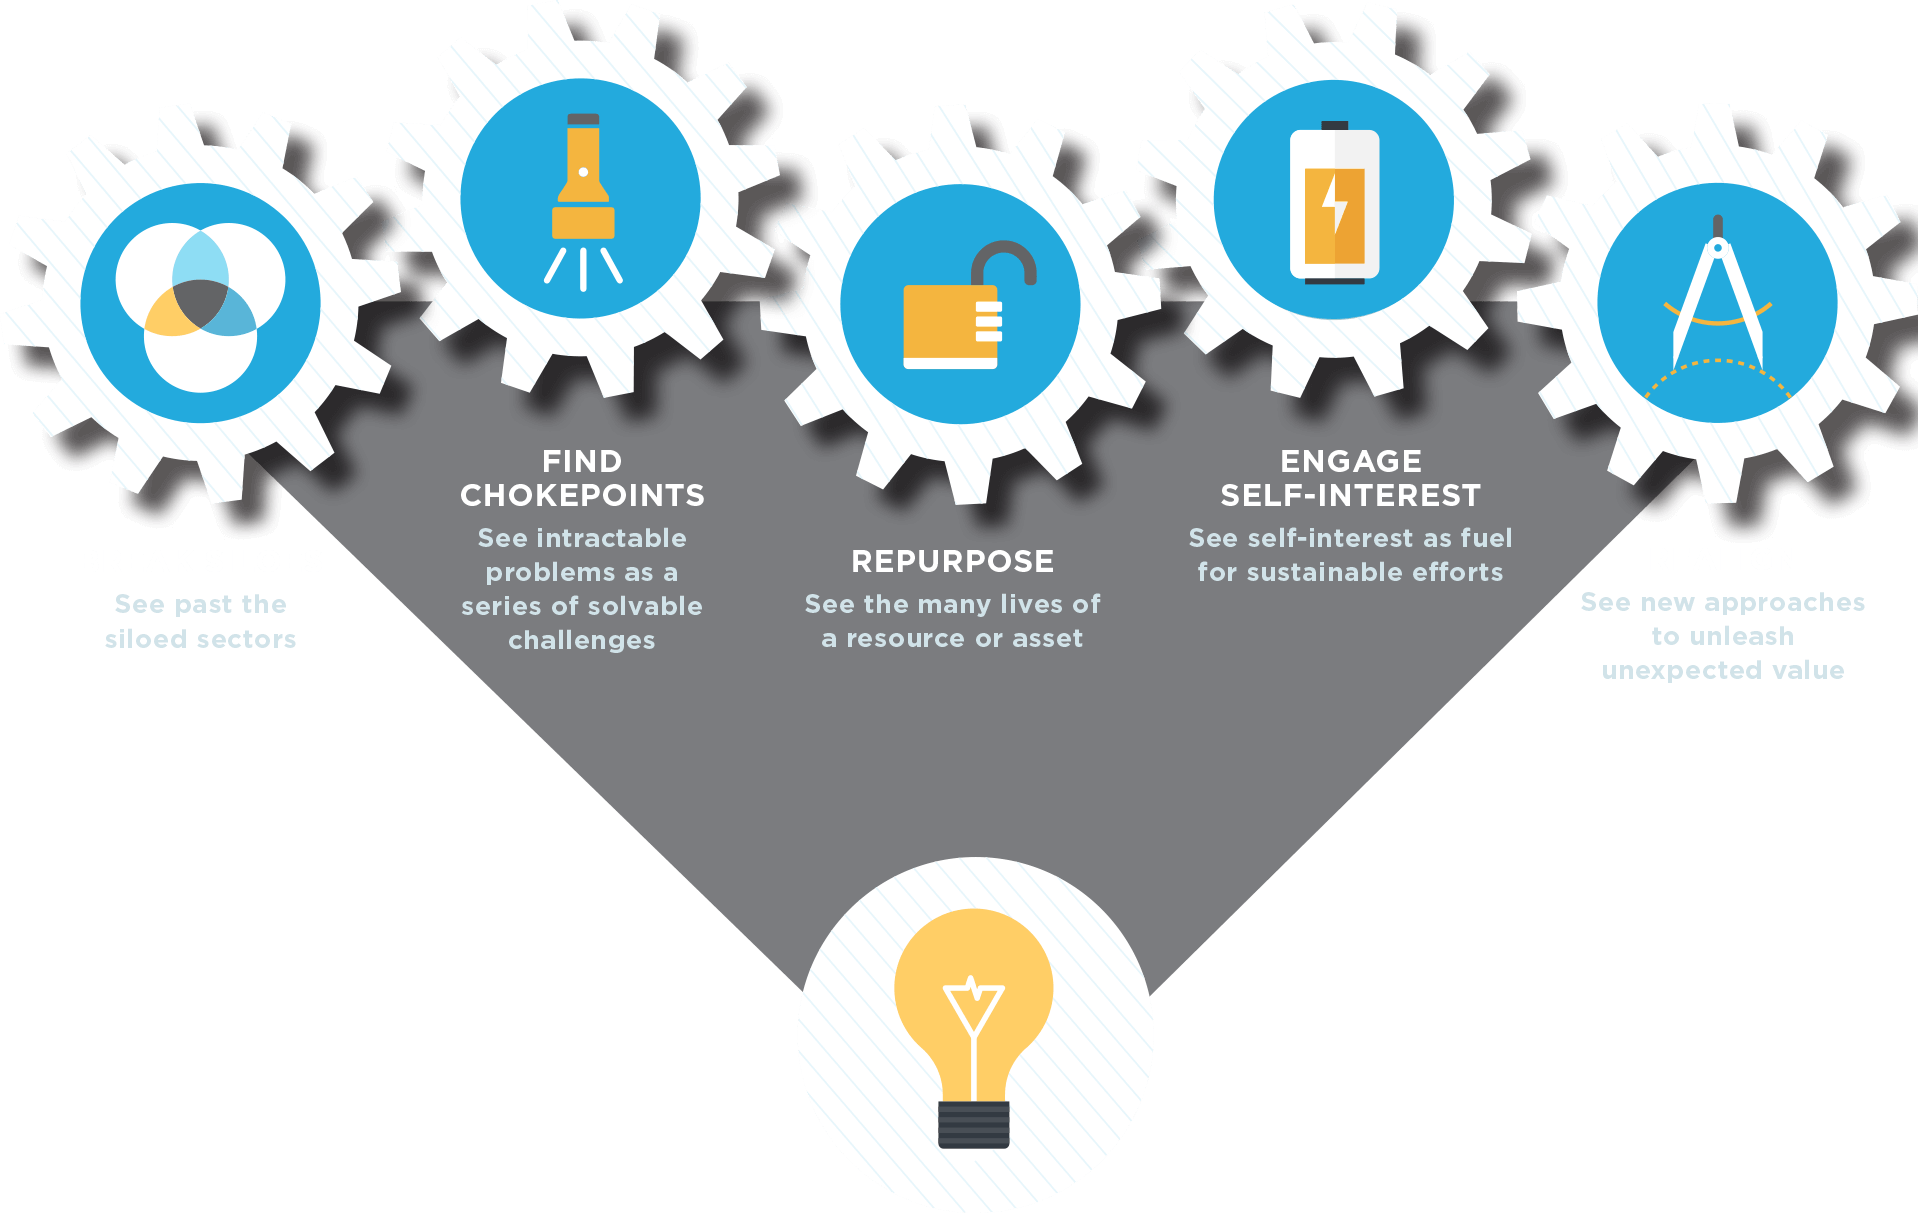 See past the
siloed sectors
FIND
CHOKEPOINTS
See intractable
problems as a
series of solvable
challenges
REPURPOSE
See the many lives of
a resource or asset
ENGAGE
SELF-INTEREST
See self-interest as fuel
for sustainable efforts
See new approaches
to unleash
unexpected value